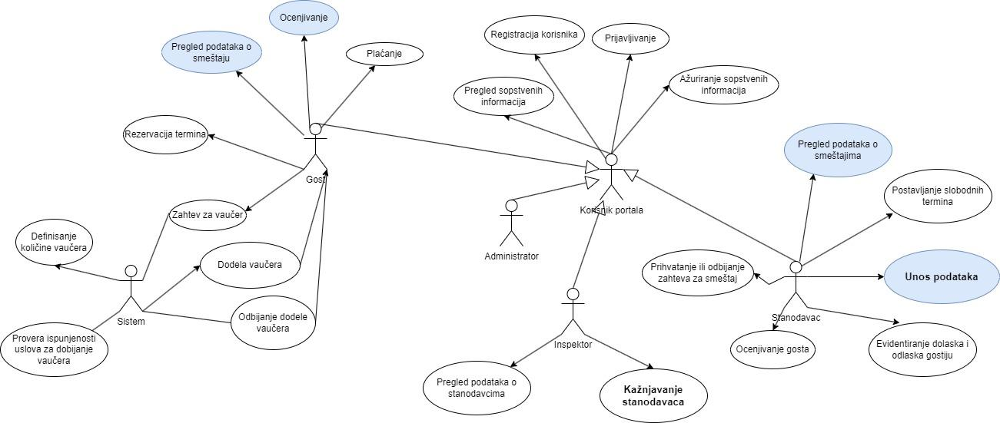 Ocenjivanje
Pregled podataka o
smeštaju
Plaćanje
Registracija korisnika
Prijavljivanje
Pregled sopstvenih
informacija
Ažuriranje sopstvenih
informacija
Rezervacija termina
Gost
Pregled podataka o
smeštajima
Postavljanje slobodnih
termina
Korisnik portala
Zahtev za vaučer
Definisanje
količine vaučera
Administrator
Dodela vaučera
Prihvatanje ili odbijanje
zahteva za smeštaj
Unos podataka
Sistem
Odbijanje dodele
vaučera
Stanodavac
Provera ispunjenosti
uslova za dobijanje
vaučera
Inspektor
Ocenjivanje gosta
Evidentiranje dolaska i
odlaska gostiju
Pregled podataka o
stanodavcima
Kažnjavanje
stanodavaca